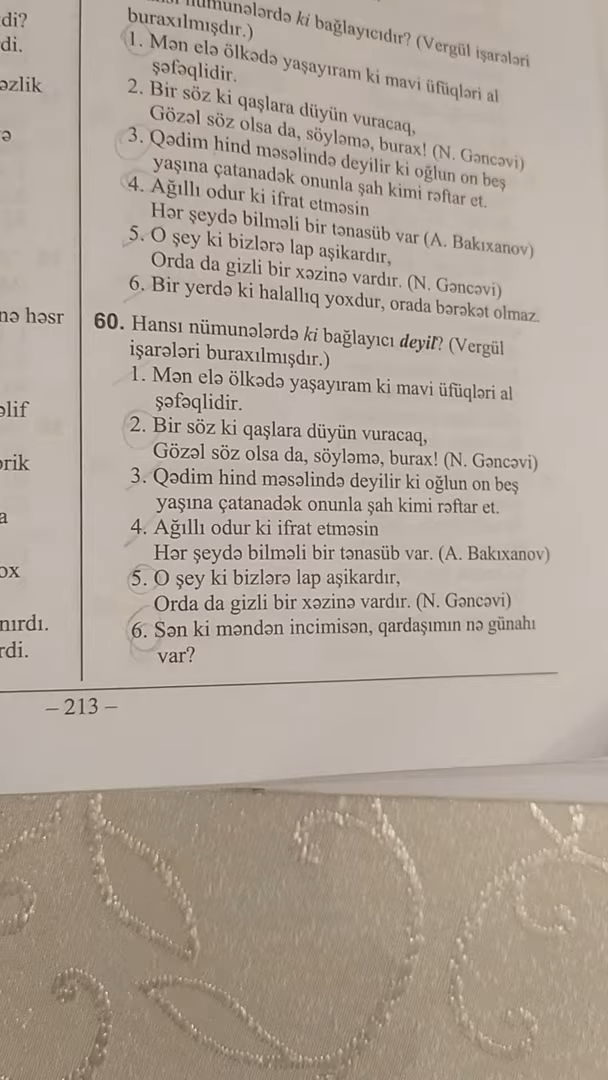 di?
di.
əzlik
ə
nə həsr
əlif
ərik
a
ox
nırdı.
rdi.
nümunələrdə ki bağlayıcıdır? (Vergül işarələri
buraxılmışdır.)
1. Mən elə ölkədə yaşayıram ki mavi üfüqləri al
şəfəqlidir.
2. Bir söz ki qaşlara düyün vuracaq,
Gözəl söz olsa da, söyləmə, burax! (N. Gəncəvi)
3. Qədim hind məsəlində deyilir ki oğlun on beş
yaşına çatanadək onunla şah kimi rəftar et.
4. Ağıllı odur ki ifrat etməsin
Hər şeydə bilməli bir tənasüb var (A. Bakıxanov)
5. O şey ki bizlərə lap aşikardır,
Orda da gizli bir xəzinə vardır. (N. Gəncəvi)
6. Bir yerdə ki halallıq yoxdur, orada bərəkət olmaz.
60. Hansı nümunələrdə ki bağlayıcı deyil? (Vergül
işarələri buraxılmışdır.)
1. Mən elə ölkədə yaşayıram ki mavi üfüqləri al
şəfəqlidir.
2. Bir söz ki qaşlara düyün vuracaq,
Gözəl söz olsa da, söyləmə, burax! (N. Gəncəvi)
3. Qədim hind məsəlində deyilir ki oğlun on beş
yaşına çatanadək onunla şah kimi rəftar et.
4. Ağıllı odur ki ifrat etməsin
Hər şeydə bilməli bir tənasüb var. (A. Bakıxanov)
5. O şey ki bizlərə lap aşikardır,
Orda da gizli bir xəzinə vardır. (N. Gəncəvi)
6. Sən ki məndən incimisən, qardaşımın nə günahı
var?
– 213 –